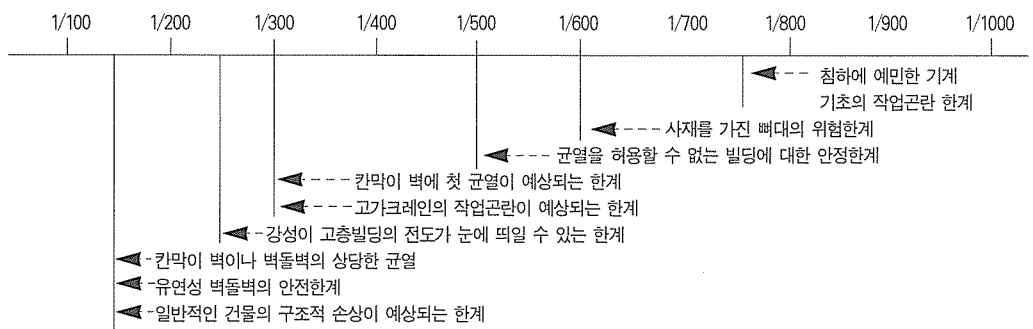 1/100 1/200 1/300 1/400 1/500 1/600 1/700 1/800 1/900 1/1000
침하에 예민한 기계
기초의 작업곤란 한계
사재를 가진 뼈대의 위험한계
균열을 허용할 수 없는 빌딩에 대한 안정한계
칸막이 벽에 첫 균열이 예상되는 한계
고가크레인의 작업곤란이 예상되는 한계
강성이 고층빌딩의 전도가 눈에 띄일 수 있는 한계
칸막이 벽이나 벽돌벽의 상당한 균열
유연성 벽돌벽의 안전한계
일반적인 건물의 구조적 손상이 예상되는 한계